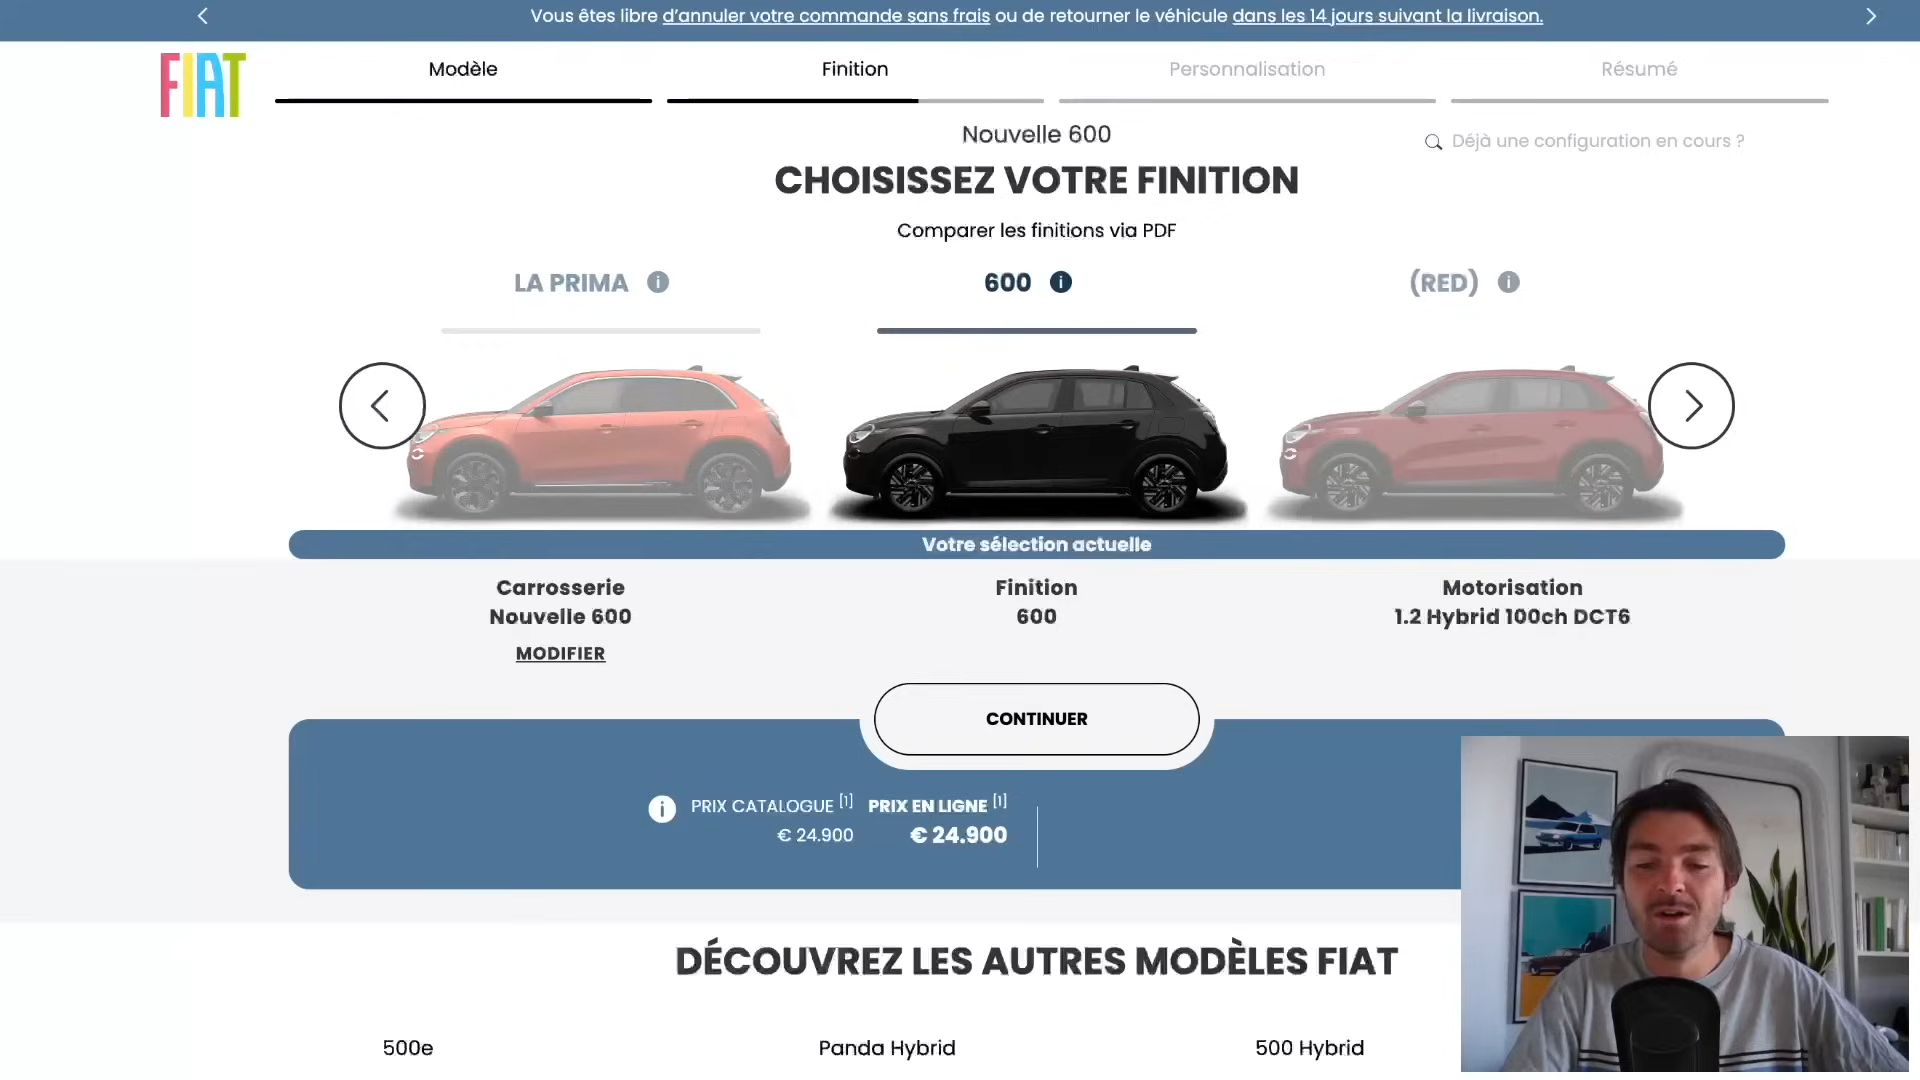 Vous êtes libre d'annuler votre commande sans frais ou de retourner le véhicule dans les 14 jours suivant la livraison.
FIAT
Modèle
Finition
Personnalisation
Résumé
Nouvelle 600
Déjà une configuration en cours ?
CHOISISSEZ VOTRE FINITION
Comparer les finitions via PDF
LA PRIMA i
600 i
(RED) i
Votre sélection actuelle
Carrosserie
Nouvelle 600
MODIFIER
Finition
600
Motorisation
1.2 Hybrid 100ch DCT6
CONTINUER
i PRIX CATALOGUE [1] PRIX EN LIGNE [1]
€ 24.900 € 24.900
DÉCOUVREZ LES AUTRES MODÈLES FIAT
500e
Panda Hybrid
500 Hybrid